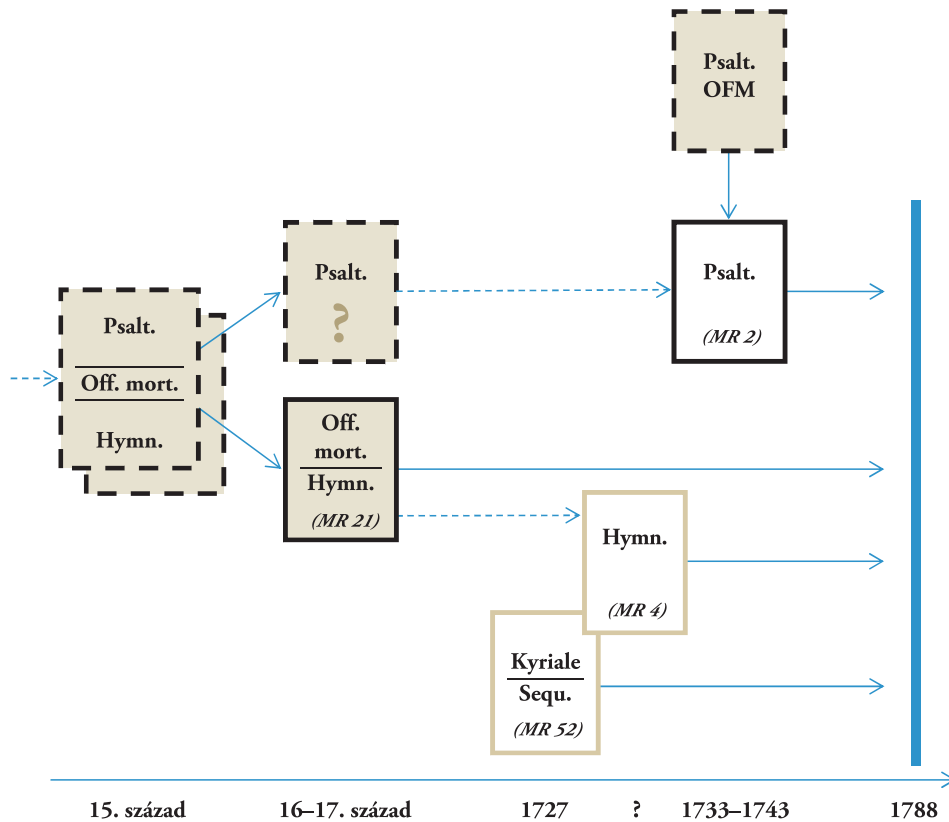 Psalt.
OFM
Psalt.
?
Psalt.
(MR 2)
Psalt.
Off. mort.
Hymn.
Off.
mort.
Hymn.
(MR 21)
Hymn.
(MR 4)
Kyriale
Sequ.
(MR 52)
15. század 16–17. század 1727 ? 1733–1743 1788